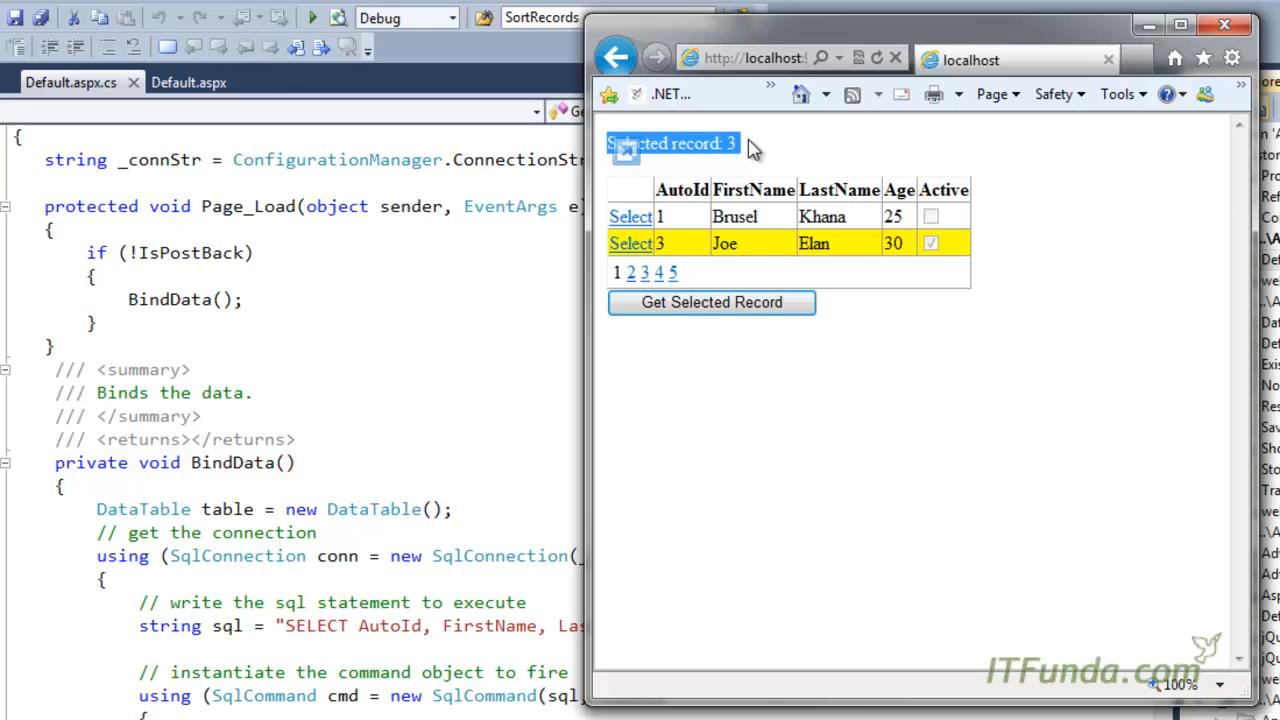 Debug
SortRecords
Default.aspx.cs
Default.aspx
{
string _connStr = ConfigurationManager.ConnectionStr
protected void Page_Load(object sender, EventArgs e
{
if (!IsPostBack)
{
BindData();
}
}
/// <summary>
/// Binds the data.
/// </summary>
/// <returns></returns>
private void BindData()
{
DataTable table = new DataTable();
// get the connection
using (SqlConnection conn = new SqlConnection(
{
// write the sql statement to execute
string sql = "SELECT AutoId, FirstName, Las
// instantiate the command object to fire
using (SqlCommand cmd = new SqlCommand(sql,
{
http://localhost:
localhost
.NET...
Page
Safety
Tools
Selected record: 3
AutoId FirstName LastName Age Active
Select 1 Brusel Khana 25
Select 3 Joe Elan 30
1 2 3 4 5
Get Selected Record
ITFunda.com
100%